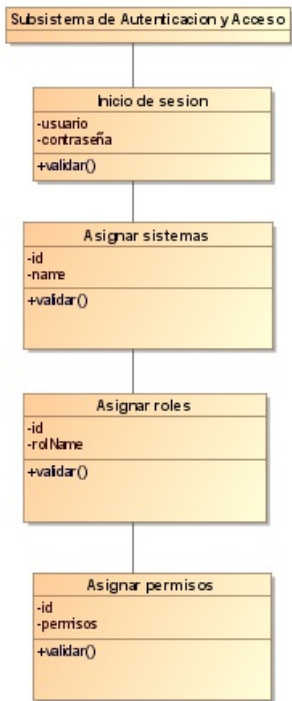 Subsistema de Autenticacion y Acceso
Inicio de sesion
-usuario
-contraseña
+validar()
Asignar sistemas
-id
-name
+validar()
Asignar roles
-id
-rolName
+validar()
Asignar permisos
-id
-permisos
+validar()